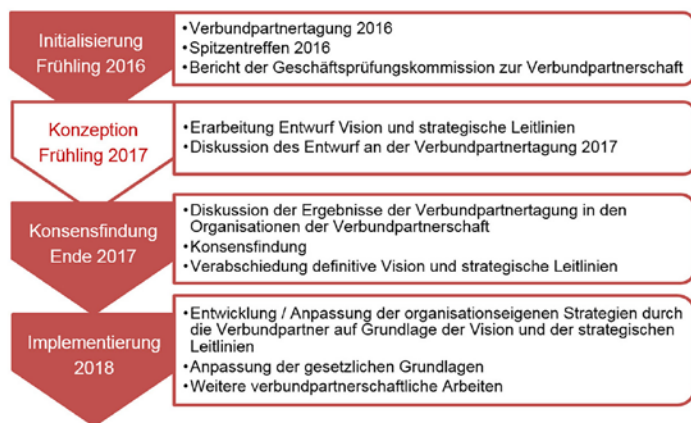 Initialisierung
Frühling 2016
•Verbundpartnertagung 2016
•Spitzentreffen 2016
•Bericht der Geschäftsprüfungskommission zur Verbundpartnerschaft
Konzeption
Frühling 2017
•Erarbeitung Entwurf Vision und strategische Leitlinien
•Diskussion des Entwurf an der Verbundpartnertagung 2017
Konsensfindung
Ende 2017
•Diskussion der Ergebnisse der Verbundpartnertagung in den
Organisationen der Verbundpartnerschaft
•Konsensfindung
•Verabschiedung definitive Vision und strategische Leitlinien
Implementierung
2018
•Entwicklung / Anpassung der organisationseigenen Strategien durch
die Verbundpartner auf Grundlage der Vision und der strategischen
Leitlinien
•Anpassung der gesetzlichen Grundlagen
•Weitere verbundpartnerschaftliche Arbeiten